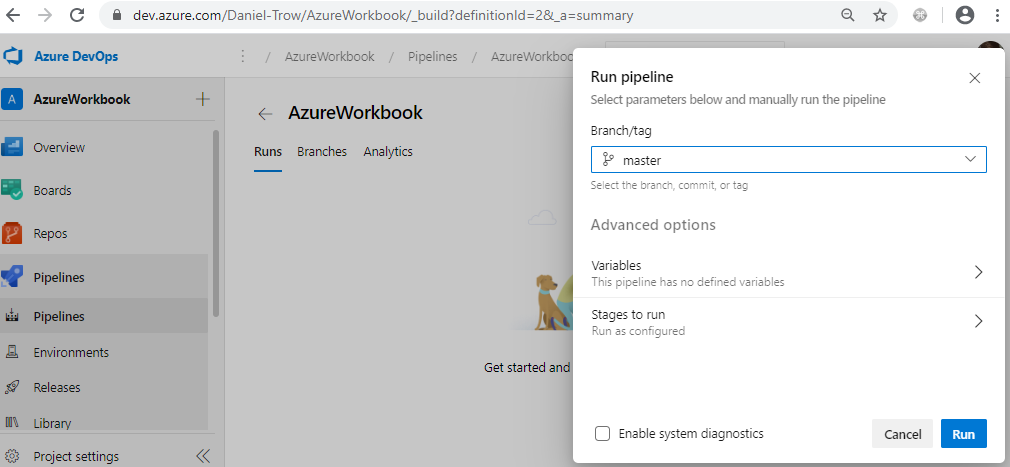 dev.azure.com/Daniel-Trow/AzureWorkbook/_build?definitionId=2&_a=summary
Azure DevOps
/ AzureWorkbook / Pipelines / AzureWorkboo
A AzureWorkbook
Overview
Boards
Repos
Pipelines
Pipelines
Environments
Releases
Library
Project settings
AzureWorkbook
Runs Branches Analytics
Get started and
Run pipeline
Select parameters below and manually run the pipeline
Branch/tag
master
Select the branch, commit, or tag
Advanced options
Variables
This pipeline has no defined variables
Stages to run
Run as configured
Enable system diagnostics
Cancel
Run